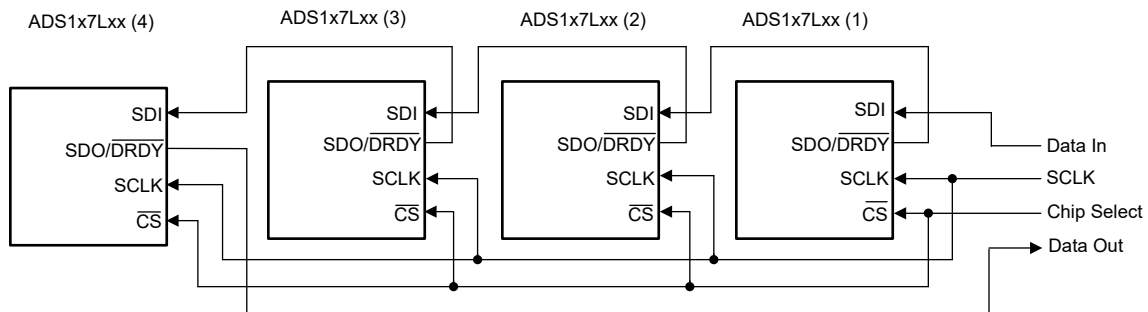 ADS1x7Lxx (4)
ADS1x7Lxx (3)
ADS1x7Lxx (2)
ADS1x7Lxx (1)
SDI
SDO/DRDY
SCLK
CS
SDI
SDO/DRDY
SCLK
CS
SDI
SDO/DRDY
SCLK
CS
SDI
SDO/DRDY
SCLK
CS
Data In
SCLK
Chip Select
Data Out